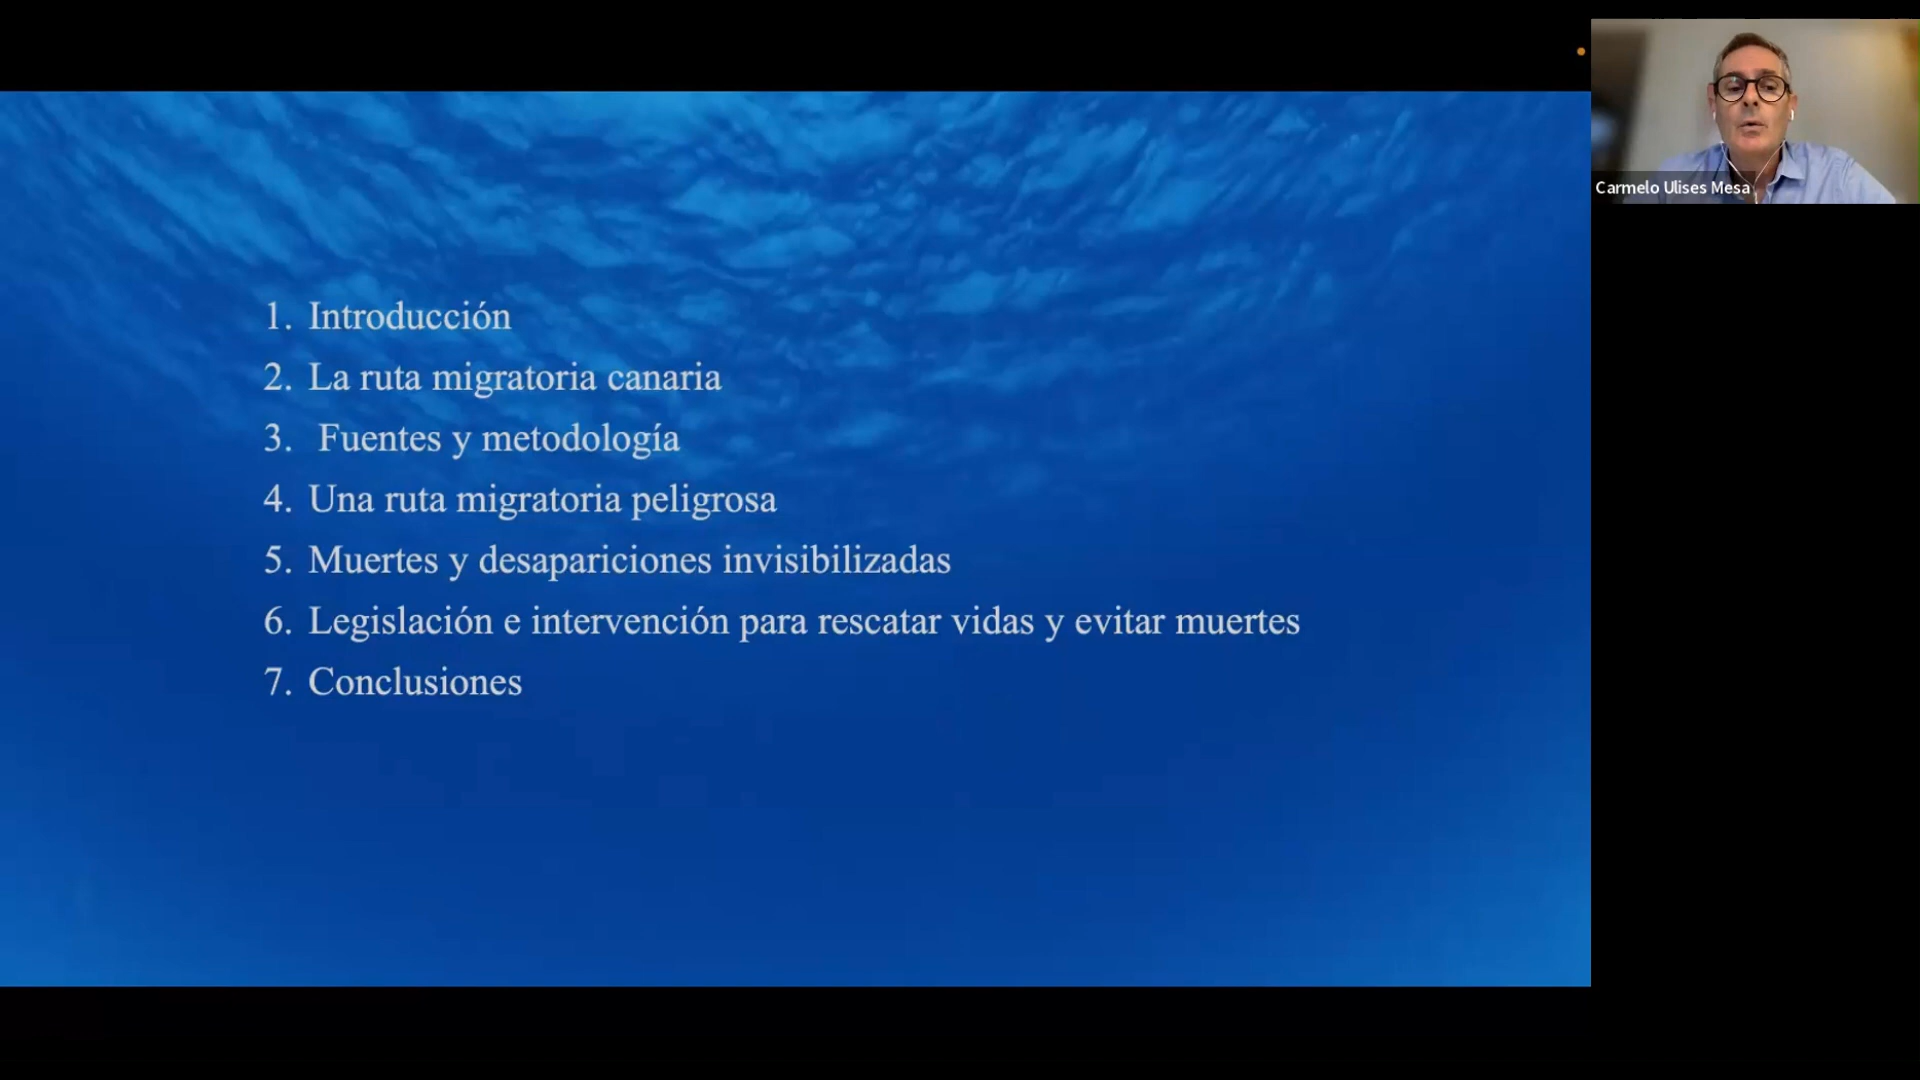 1. Introducción
2. La ruta migratoria canaria
3. Fuentes y metodología
4. Una ruta migratoria peligrosa
5. Muertes y desapariciones invisibilizadas
6. Legislación e intervención para rescatar vidas y evitar muertes
7. Conclusiones
Carmelo Ulises Mesa